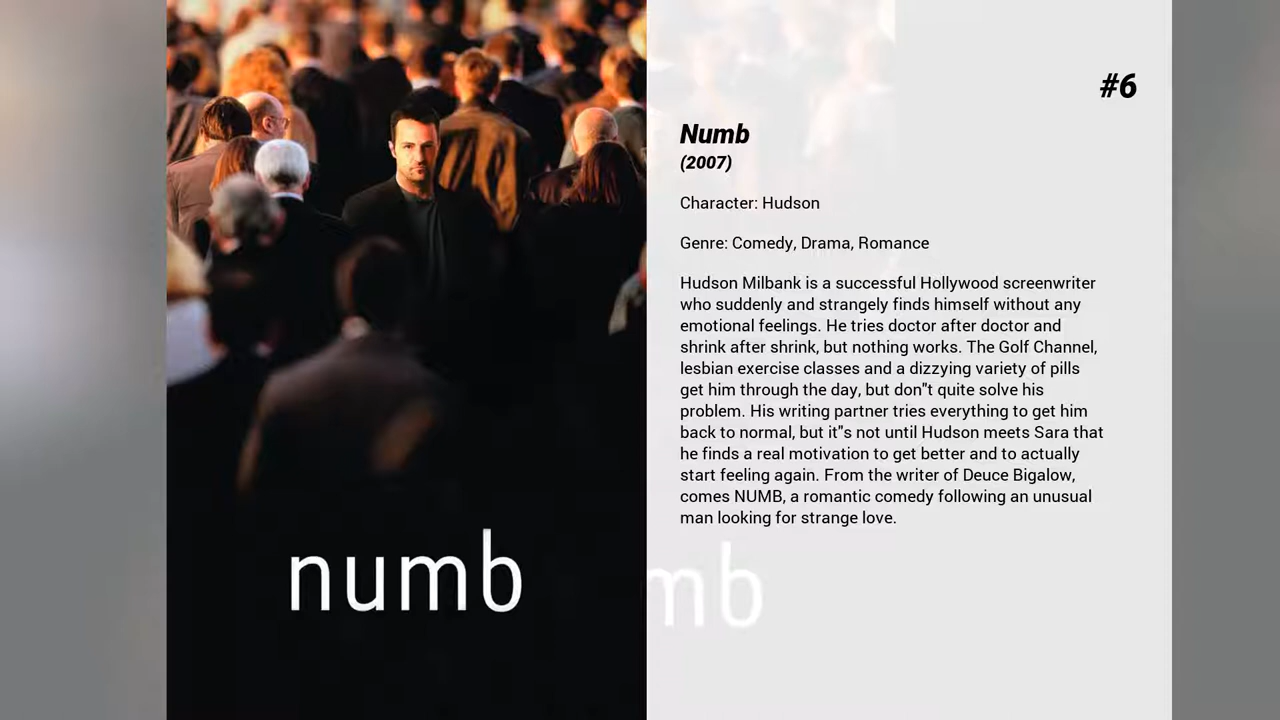 #6
Numb
(2007)
Character: Hudson
Genre: Comedy, Drama, Romance
Hudson Milbank is a successful Hollywood screenwriter
who suddenly and strangely finds himself without any
emotional feelings. He tries doctor after doctor and
shrink after shrink, but nothing works. The Golf Channel,
lesbian exercise classes and a dizzying variety of pills
get him through the day, but don"t quite solve his
problem. His writing partner tries everything to get him
back to normal, but it"s not until Hudson meets Sara that
he finds a real motivation to get better and to actually
start feeling again. From the writer of Deuce Bigalow,
comes NUMB, a romantic comedy following an unusual
man looking for strange love.
numb
mb